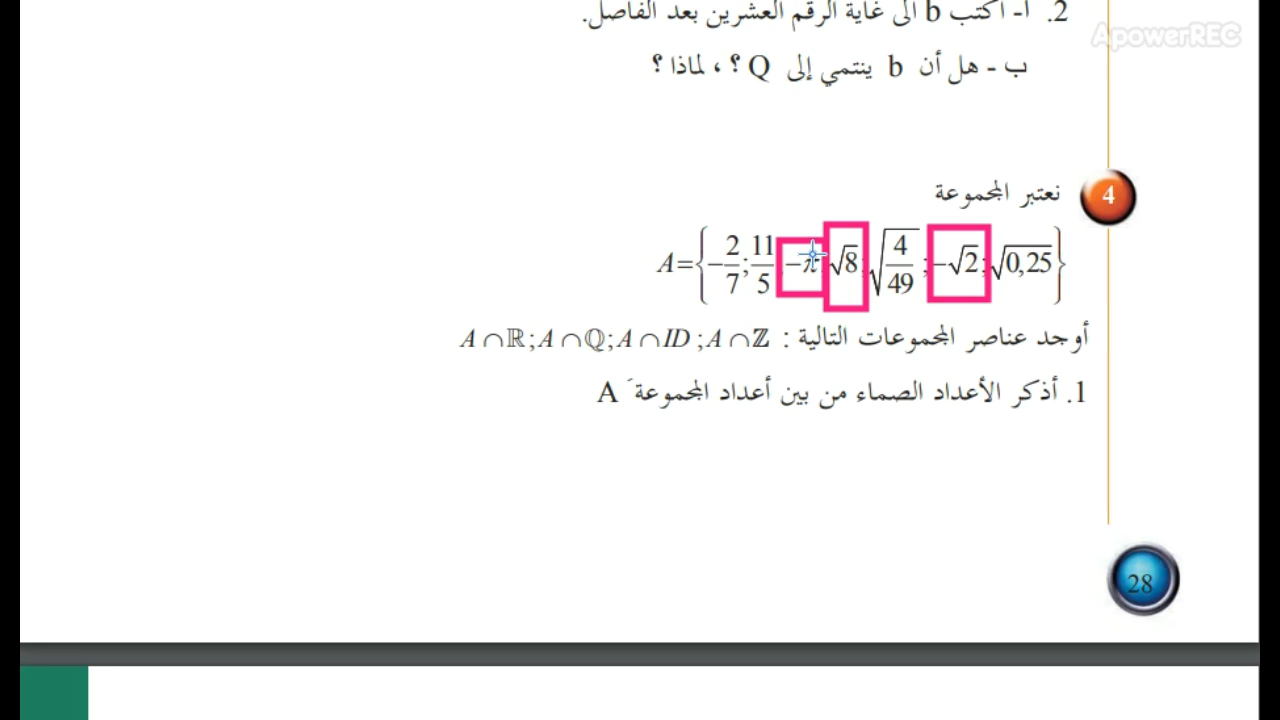 2. أ- أكتب b الى غاية الرقم العشرين بعد الفاصل.
ApowerREC
ب - هل أن b ينتمي إلى Q ؟ ، لماذا ؟
4
نعتبر المجموعة
A={-2/7;11/5;-π;√8;√(4/49);-√2;√0,25}
أوجد عناصر المجموعات التالية : A∩ℝ;A∩ℚ;A∩ID;A∩ℤ
1. أذكر الأعداد الصماء من بين أعداد المجموعة َ A
28